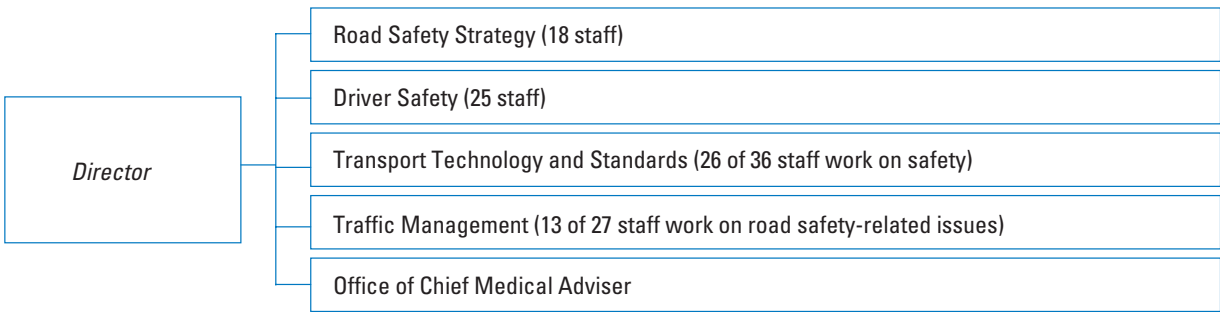 Director
Road Safety Strategy (18 staff)
Driver Safety (25 staff)
Transport Technology and Standards (26 of 36 staff work on safety)
Traffic Management (13 of 27 staff work on road safety-related issues)
Office of Chief Medical Adviser